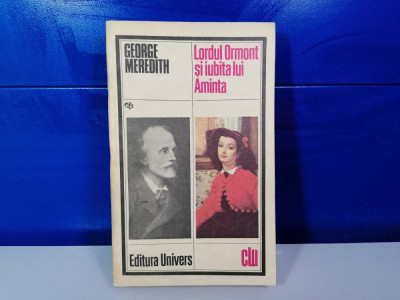 GEORGE
MEREDITH
Lordul Ormont
și iubita lui
Aminta
Editura Univers
clu